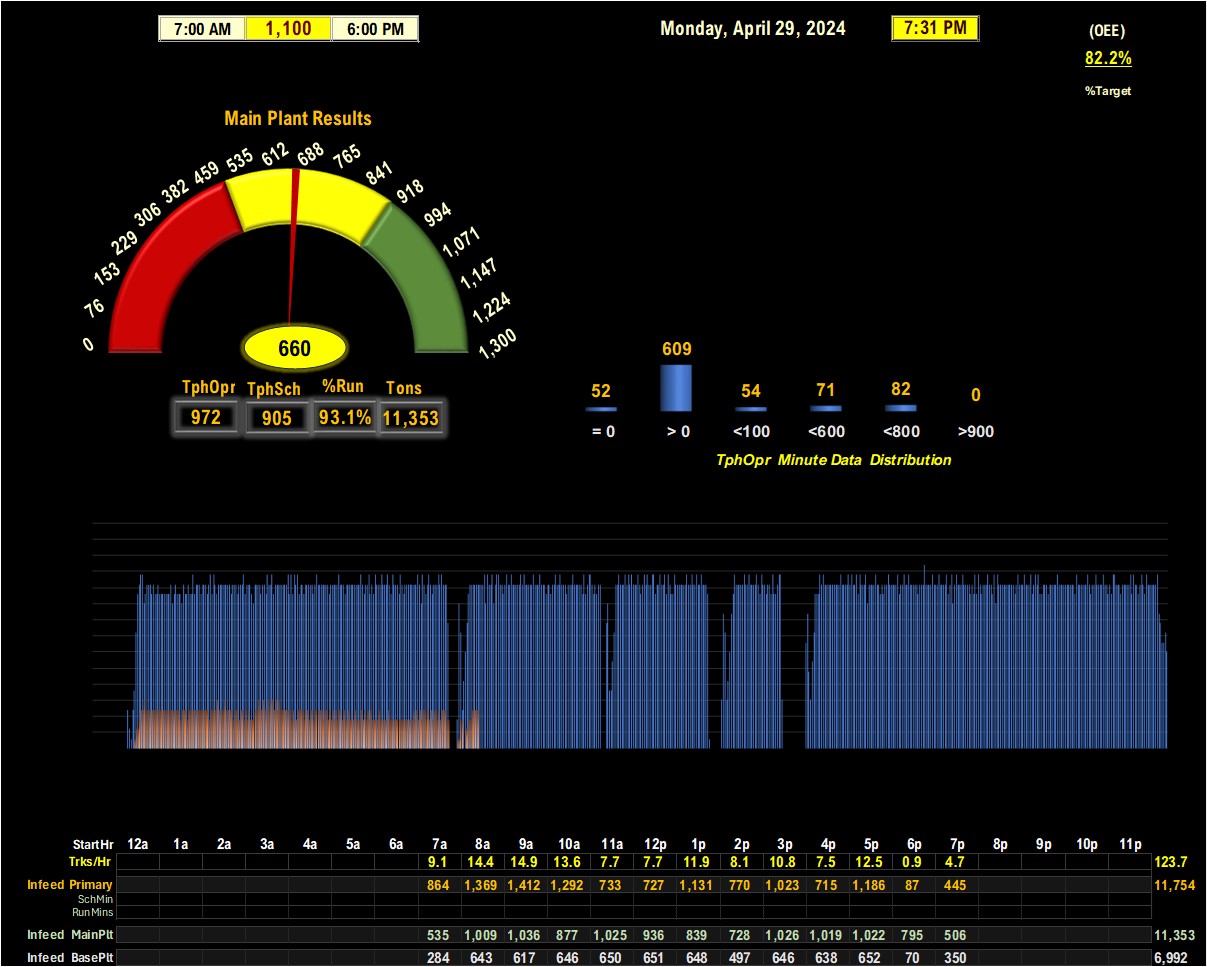 7:00 AM 1,100 6:00 PM Monday, April 29, 2024 7:31 PM (OEE)
82.2%
%Target
Main Plant Results
0 76 153 229 306 382 459 535 612 688 765 841 918 994 1,071 1,147 1,224 1,300
660
TphOpr TphSch %Run Tons
972 905 93.1% 11,353
52 609 54 71 82 0
= 0 > 0 <100 <600 <800 >900
TphOpr Minute Data Distribution
StartHr 12a 1a 2a 3a 4a 5a 6a 7a 8a 9a 10a 11a 12p 1p 2p 3p 4p 5p 6p 7p 8p 9p 10p 11p
Trks/Hr 9.1 14.4 14.9 13.6 7.7 7.7 11.9 8.1 10.8 7.5 12.5 0.9 4.7 123.7
Infeed Primary 864 1,369 1,412 1,292 733 727 1,131 770 1,023 715 1,186 87 445 11,754
SchMin
RunMins
Infeed MainPlt 535 1,009 1,036 877 1,025 936 839 728 1,026 1,019 1,022 795 506 11,353
Infeed BasePlt 284 643 617 646 650 651 648 497 646 638 652 70 350 6,992